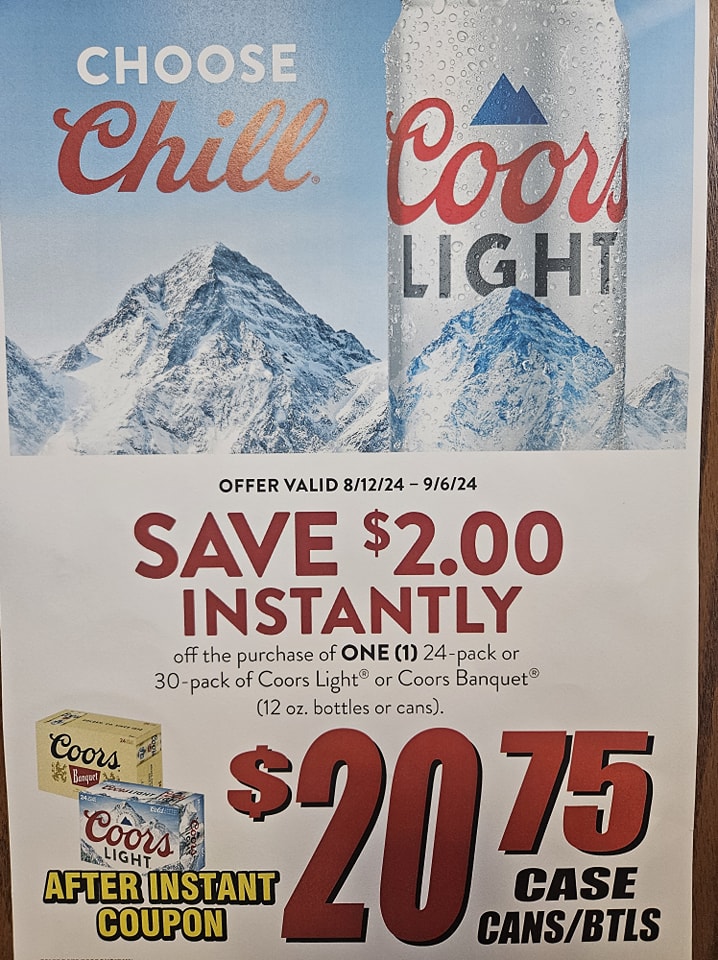 CHOOSE
Chill®
Coors
LIGHT
OFFER VALID 8/12/24 – 9/6/24
SAVE $2.00
INSTANTLY
off the purchase of ONE (1) 24-pack or
30-pack of Coors Light® or Coors Banquet®
(12 oz. bottles or cans).
Coors
Banquet
Coors
LIGHT
AFTER INSTANT
COUPON
$20 75
CASE
CANS/BTLS